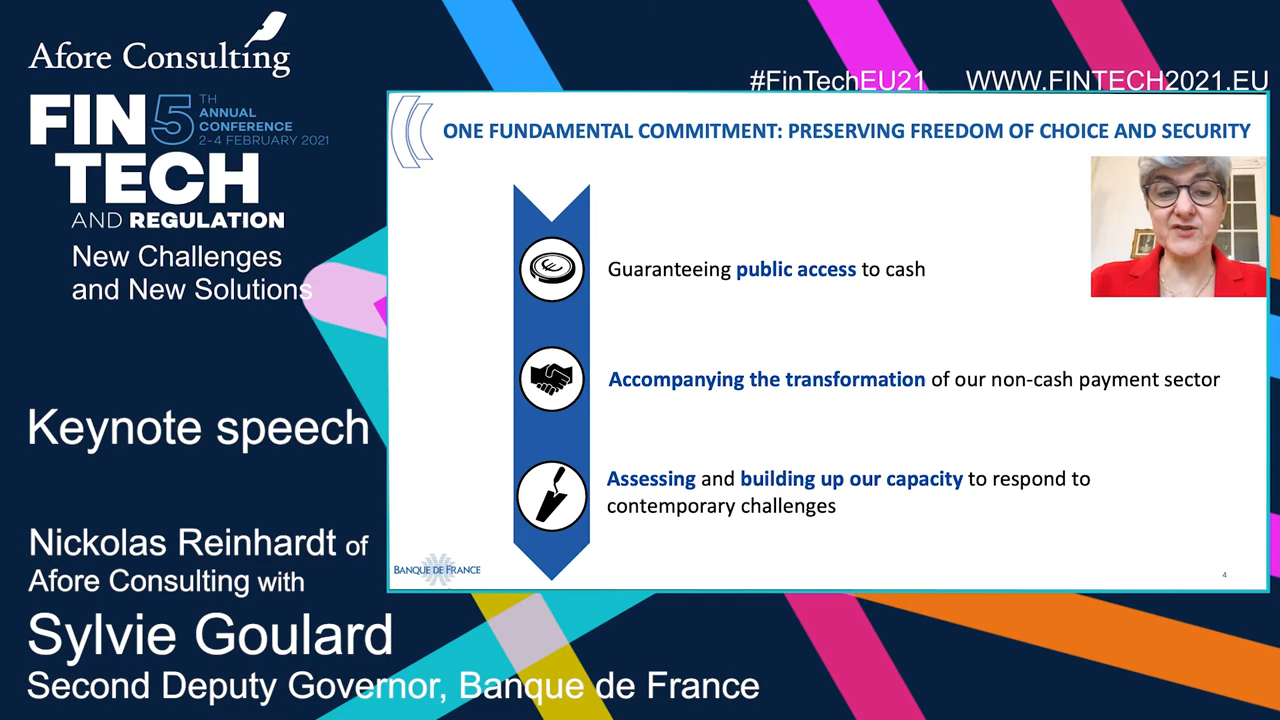 Afore Consulting
FIN 5 TH ANNUAL CONFERENCE
2-4 FEBRUARY 2021
TECH
AND REGULATION
New Challenges
and New Solutions
#FinTechEU21 WWW.FINTECH2021.EU
ONE FUNDAMENTAL COMMITMENT: PRESERVING FREEDOM OF CHOICE AND SECURITY
Guaranteeing public access to cash
Accompanying the transformation of our non-cash payment sector
Assessing and building up our capacity to respond to
contemporary challenges
BANQUE DE FRANCE
4
Keynote speech
Nickolas Reinhardt of
Afore Consulting with
Sylvie Goulard
Second Deputy Governor, Banque de France